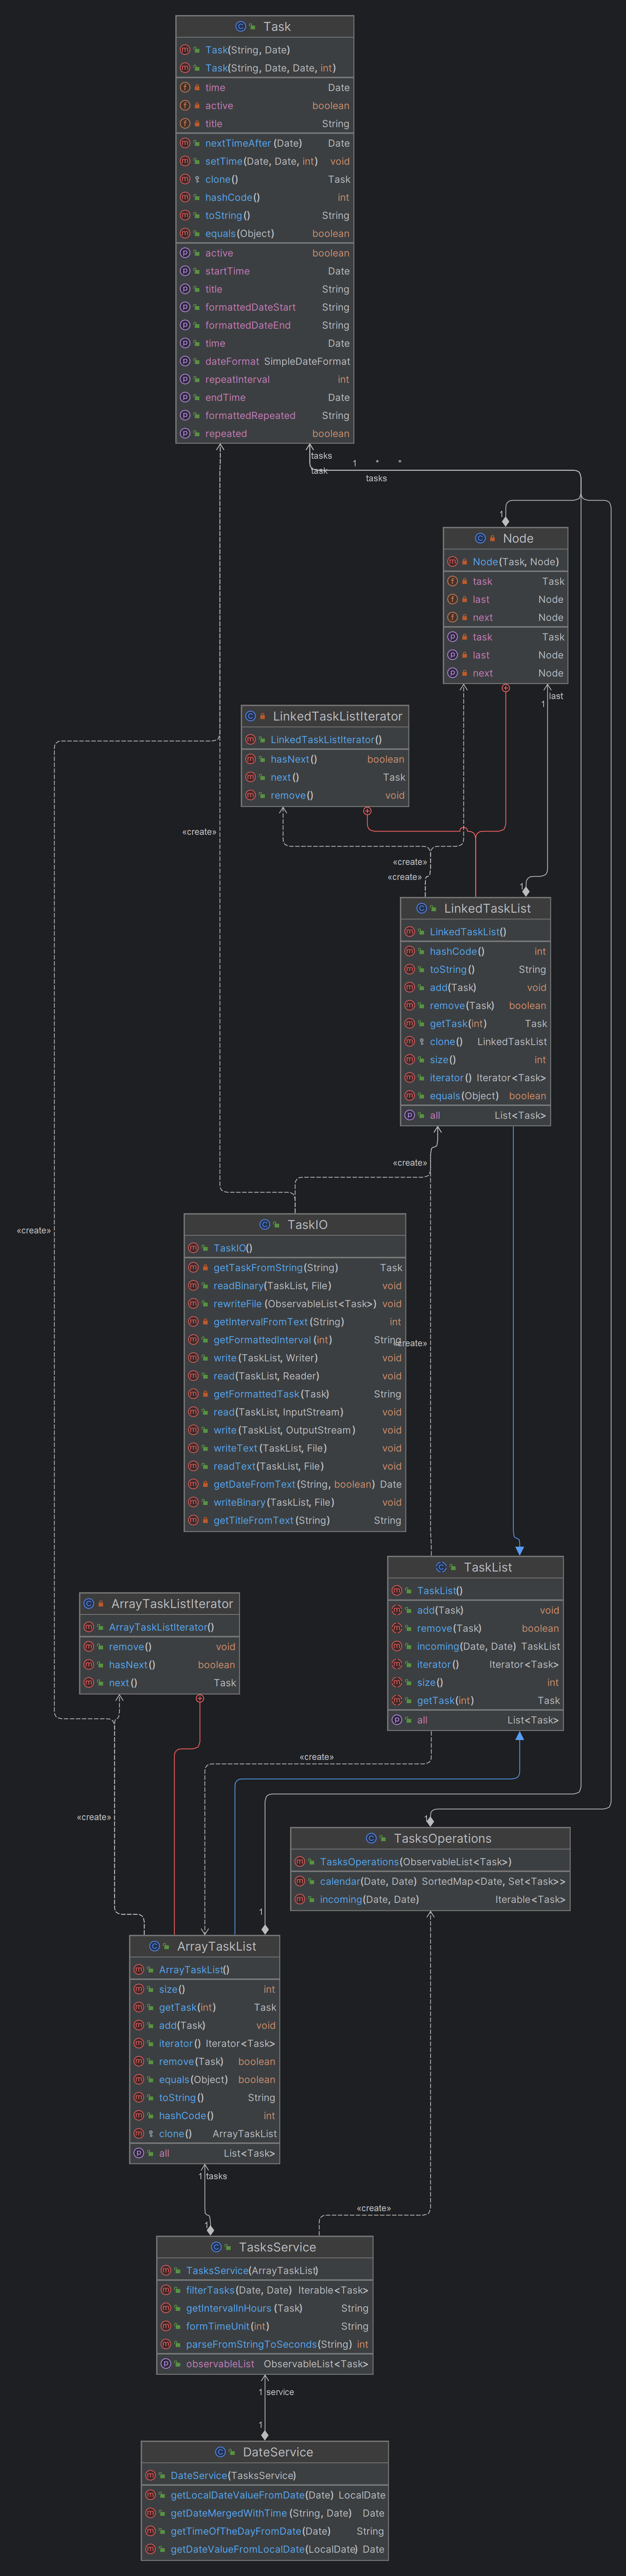 Task
Task(String, Date)
Task(String, Date, Date, int)
time Date
active boolean
title String
nextTimeAfter(Date) Date
setTime(Date, Date, int) void
clone() Task
hashCode() int
toString() String
equals(Object) boolean
active boolean
startTime Date
title String
formattedDateStart String
formattedDateEnd String
time Date
dateFormat SimpleDateFormat
repeatInterval int
endTime Date
formattedRepeated String
repeated boolean
tasks
1 * *
task
tasks
1
Node
Node(Task, Node)
task Task
last Node
next Node
task Task
last Node
next Node
last
1
LinkedTaskListIterator
LinkedTaskListIterator()
hasNext() boolean
next() Task
remove() void
«create»
«create»
«create»
1
LinkedTaskList
LinkedTaskList()
hashCode() int
toString() String
add(Task) void
remove(Task) boolean
getTask(int) Task
clone() LinkedTaskList
size() int
iterator() Iterator<Task>
equals(Object) boolean
all List<Task>
«create»
«create»
TaskIO
TaskIO()
getTaskFromString(String) Task
readBinary(TaskList, File) void
rewriteFile(ObservableList<Task>) void
getIntervalFromText(String) int
getFormattedInterval(int) String
«create»
write(TaskList, Writer) void
read(TaskList, Reader) void
getFormattedTask(Task) String
read(TaskList, InputStream) void
write(TaskList, OutputStream) void
writeText(TaskList, File) void
readText(TaskList, File) void
getDateFromText(String, boolean) Date
writeBinary(TaskList, File) void
getTitleFromText(String) String
TaskList
TaskList()
add(Task) void
remove(Task) boolean
incoming(Date, Date) TaskList
iterator() Iterator<Task>
size() int
getTask(int) Task
all List<Task>
ArrayTaskListIterator
ArrayTaskListIterator()
remove() void
hasNext() boolean
next() Task
«create»
«create»
1
TasksOperations
TasksOperations(ObservableList<Task>)
calendar(Date, Date) SortedMap<Date, Set<Task>>
incoming(Date, Date) Iterable<Task>
1
ArrayTaskList
ArrayTaskList()
size() int
getTask(int) Task
add(Task) void
iterator() Iterator<Task>
remove(Task) boolean
equals(Object) boolean
toString() String
hashCode() int
clone() ArrayTaskList
all List<Task>
1 tasks
«create»
1
TasksService
TasksService(ArrayTaskList)
filterTasks(Date, Date) Iterable<Task>
getIntervalInHours(Task) String
formTimeUnit(int) String
parseFromStringToSeconds(String) int
observableList ObservableList<Task>
1 service
1
DateService
DateService(TasksService)
getLocalDateValueFromDate(Date) LocalDate
getDateMergedWithTime(String, Date) Date
getTimeOfTheDayFromDate(Date) String
getDateValueFromLocalDate(LocalDate) Date